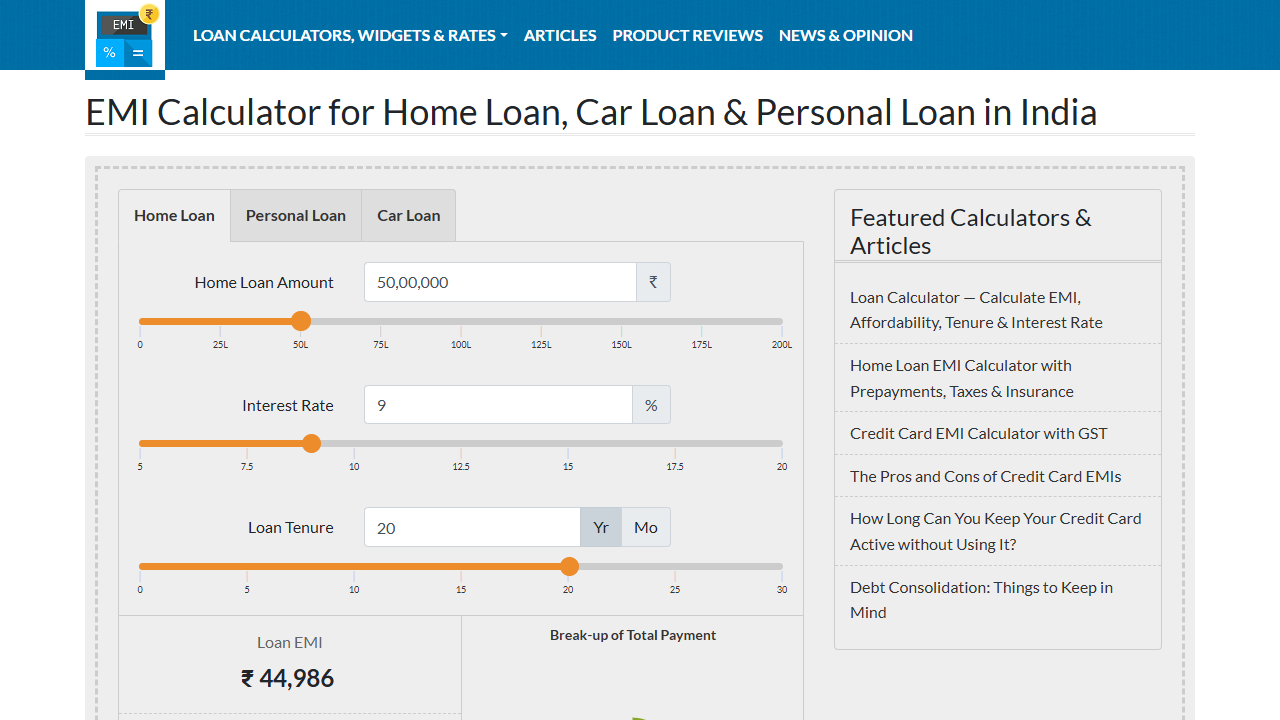 EMI
₹
%
=
LOAN CALCULATORS, WIDGETS & RATES
ARTICLES
PRODUCT REVIEWS
NEWS & OPINION
EMI Calculator for Home Loan, Car Loan & Personal Loan in India
Home Loan
Personal Loan
Car Loan
Home Loan Amount
50,00,000
₹
0 25L 50L 75L 100L 125L 150L 175L 200L
Interest Rate
9
%
5 7.5 10 12.5 15 17.5 20
Loan Tenure
20
Yr
Mo
0 5 10 15 20 25 30
Loan EMI
₹ 44,986
Break-up of Total Payment
Featured Calculators &
Articles
Loan Calculator — Calculate EMI,
Affordability, Tenure & Interest Rate
Home Loan EMI Calculator with
Prepayments, Taxes & Insurance
Credit Card EMI Calculator with GST
The Pros and Cons of Credit Card EMIs
How Long Can You Keep Your Credit Card
Active without Using It?
Debt Consolidation: Things to Keep in
Mind